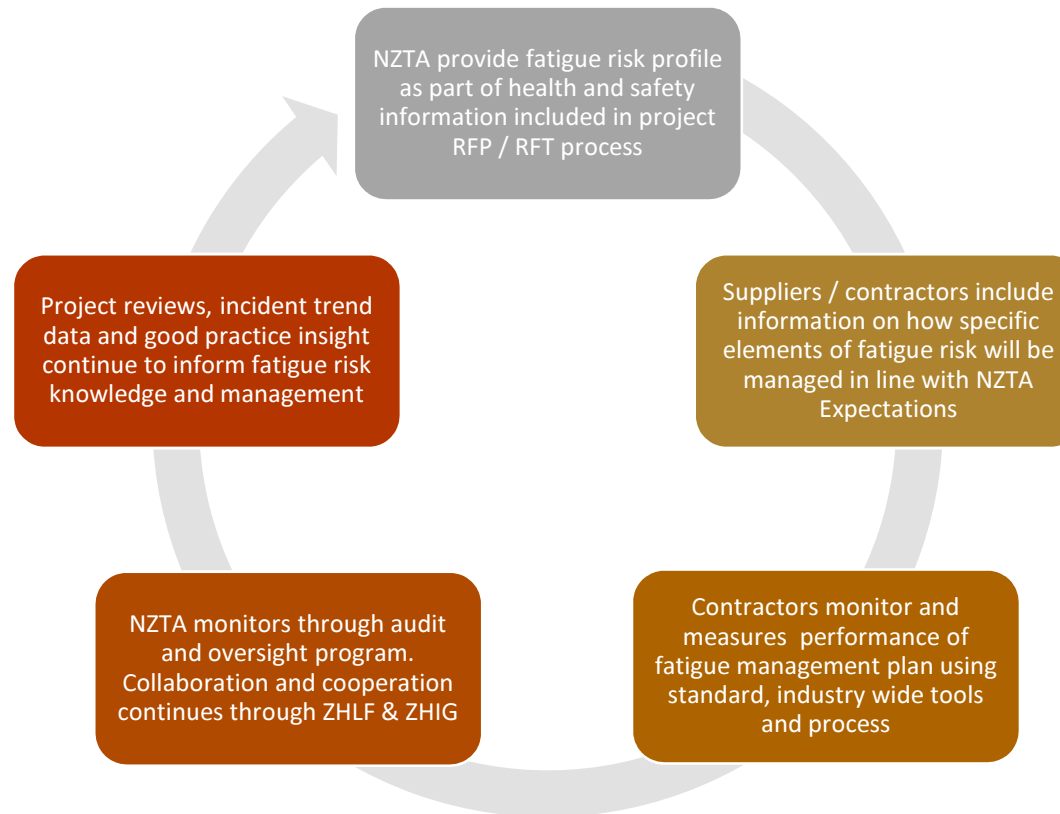 NZTA provide fatigue risk profile
as part of health and safety
information included in project
RFP / RFT process
Suppliers / contractors include
information on how specific
elements of fatigue risk will be
managed in line with NZTA
Expectations
Contractors monitor and
measures  performance of
fatigue management plan using
standard, industry wide tools
and process
NZTA monitors through audit
and oversight program.
Collaboration and cooperation
continues through ZHLF & ZHIG
Project reviews, incident trend
data and good practice insight
continue to inform fatigue risk
knowledge and management